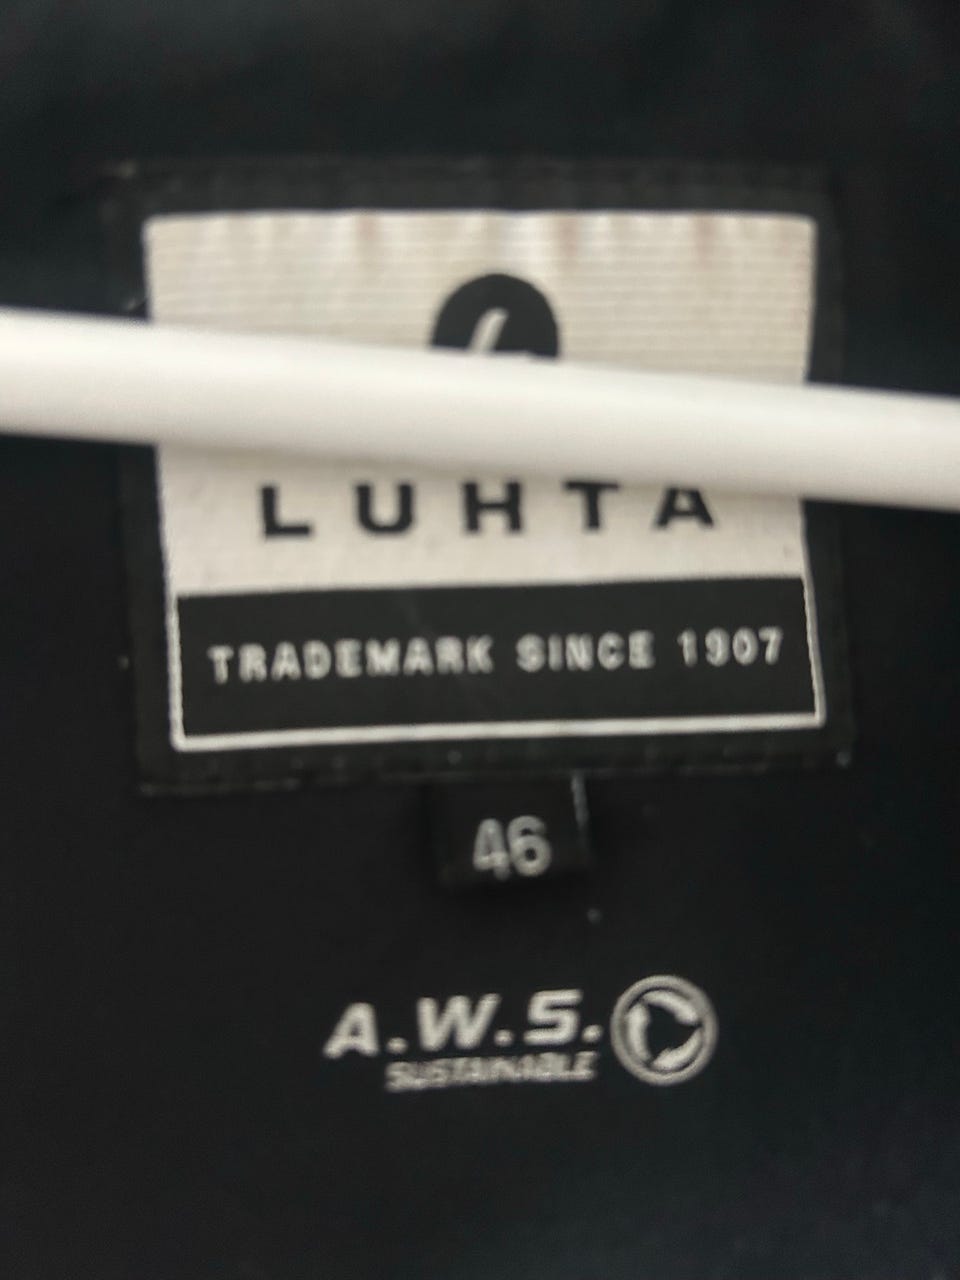 LUHTA
TRADEMARK SINCE 1907
46
A.W.S.
SUSTAINABLE